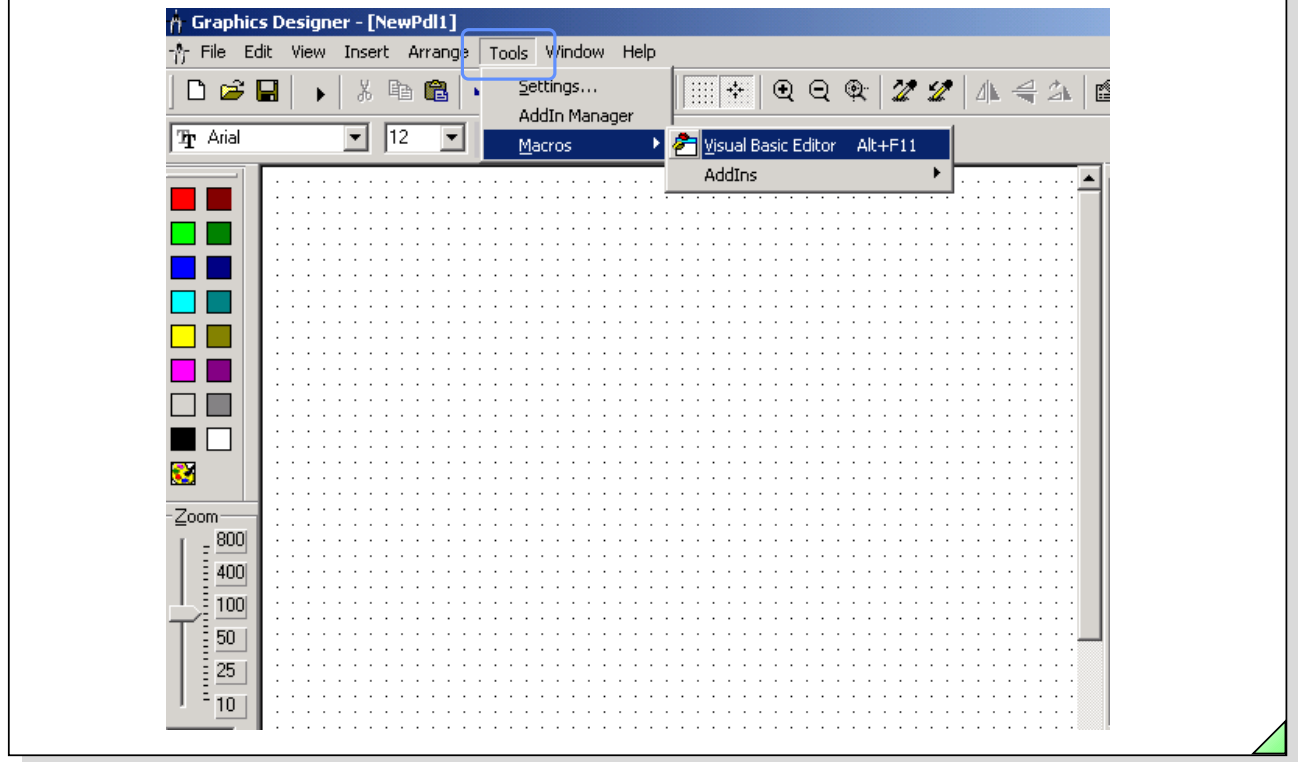 Graphics Designer - [NewPdl1]
File Edit View Insert Arrange Tools Window Help
Settings...
AddIn Manager
Arial 12 Macros Visual Basic Editor Alt+F11
AddIns
Zoom
800
400
100
50
25
10